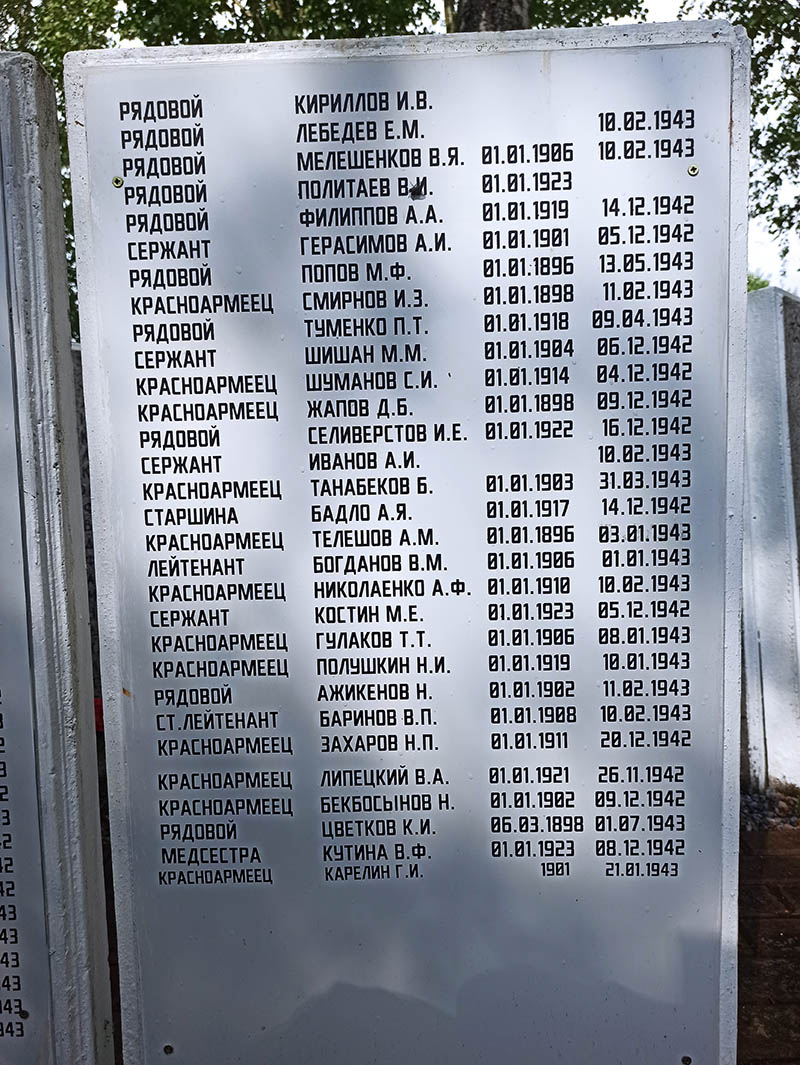 РЯДОВОЙ КИРИЛЛОВ И.В.
РЯДОВОЙ ЛЕБЕДЕВ Е.М. 10.02.1943
РЯДОВОЙ МЕЛЕШЕНКОВ В.Я. 01.01.1906 10.02.1943
РЯДОВОЙ ПОЛИТАЕВ В.И. 01.01.1923
РЯДОВОЙ ФИЛИППОВ А.А. 01.01.1919 14.12.1942
СЕРЖАНТ ГЕРАСИМОВ А.И. 01.01.1901 05.12.1942
РЯДОВОЙ ПОПОВ М.Ф. 01.01.1896 13.05.1943
КРАСНОАРМЕЕЦ СМИРНОВ И.З. 01.01.1898 11.02.1943
РЯДОВОЙ ТУМЕНКО П.Т. 01.01.1918 09.04.1943
СЕРЖАНТ ШИШАН М.М. 01.01.1904 06.12.1942
КРАСНОАРМЕЕЦ ШУМАНОВ С.И. 01.01.1914 04.12.1942
КРАСНОАРМЕЕЦ ЖАПОВ Д.Б. 01.01.1898 09.12.1942
РЯДОВОЙ СЕЛИВЕРСТОВ И.Е. 01.01.1922 16.12.1942
СЕРЖАНТ ИВАНОВ А.И. 10.02.1943
КРАСНОАРМЕЕЦ ТАНАБЕКОВ Б. 01.01.1903 31.03.1943
СТАРШИНА БАДЛО А.Я. 01.01.1917 14.12.1942
КРАСНОАРМЕЕЦ ТЕЛЕШОВ А.М. 01.01.1896 03.01.1943
ЛЕЙТЕНАНТ БОГДАНОВ В.М. 01.01.1906 01.01.1943
КРАСНОАРМЕЕЦ НИКОЛАЕНКО А.Ф. 01.01.1910 10.02.1943
СЕРЖАНТ КОСТИН М.Е. 01.01.1923 05.12.1942
КРАСНОАРМЕЕЦ ГУЛАКОВ Т.Т. 01.01.1906 08.01.1943
КРАСНОАРМЕЕЦ ПОЛУШКИН Н.И. 01.01.1919 10.01.1943
РЯДОВОЙ АЖИКЕНОВ Н. 01.01.1902 11.02.1943
СТ.ЛЕЙТЕНАНТ БАРИНОВ В.П. 01.01.1908 10.02.1943
КРАСНОАРМЕЕЦ ЗАХАРОВ Н.П. 01.01.1911 20.12.1942
КРАСНОАРМЕЕЦ ЛИПЕЦКИЙ В.А. 01.01.1921 26.11.1942
КРАСНОАРМЕЕЦ БЕКБОСЫНОВ Н. 01.01.1902 09.12.1942
РЯДОВОЙ ЦВЕТКОВ К.И. 06.03.1898 01.07.1943
МЕДСЕСТРА КУТИНА В.Ф. 01.01.1923 08.12.1942
КРАСНОАРМЕЕЦ КАРЕЛИН Г.И. 1901 21.01.1943